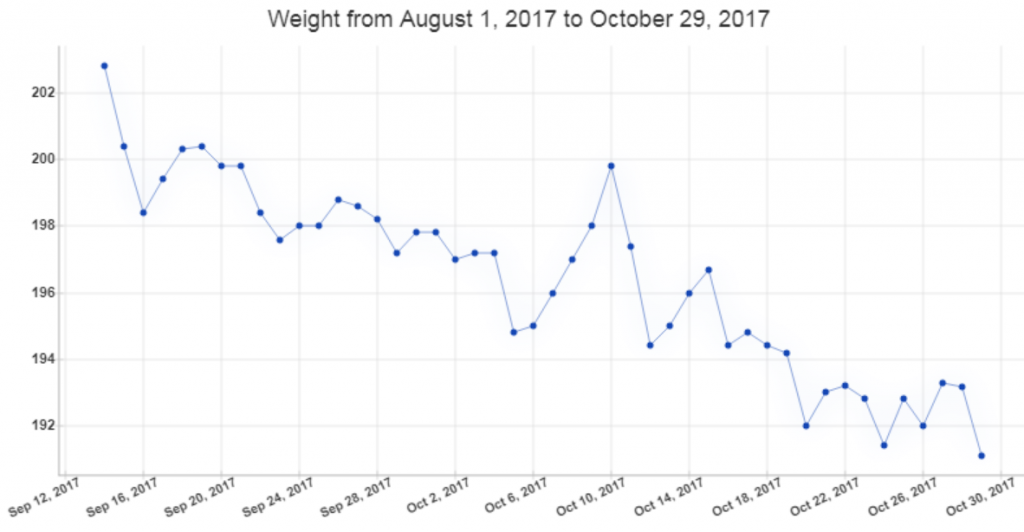 Weight from August 1, 2017 to October 29, 2017
202
200
198
196
194
192
Sep 12, 2017
Sep 16, 2017
Sep 20, 2017
Sep 24, 2017
Sep 28, 2017
Oct 2, 2017
Oct 6, 2017
Oct 10, 2017
Oct 14, 2017
Oct 18, 2017
Oct 22, 2017
Oct 26, 2017
Oct 30, 2017